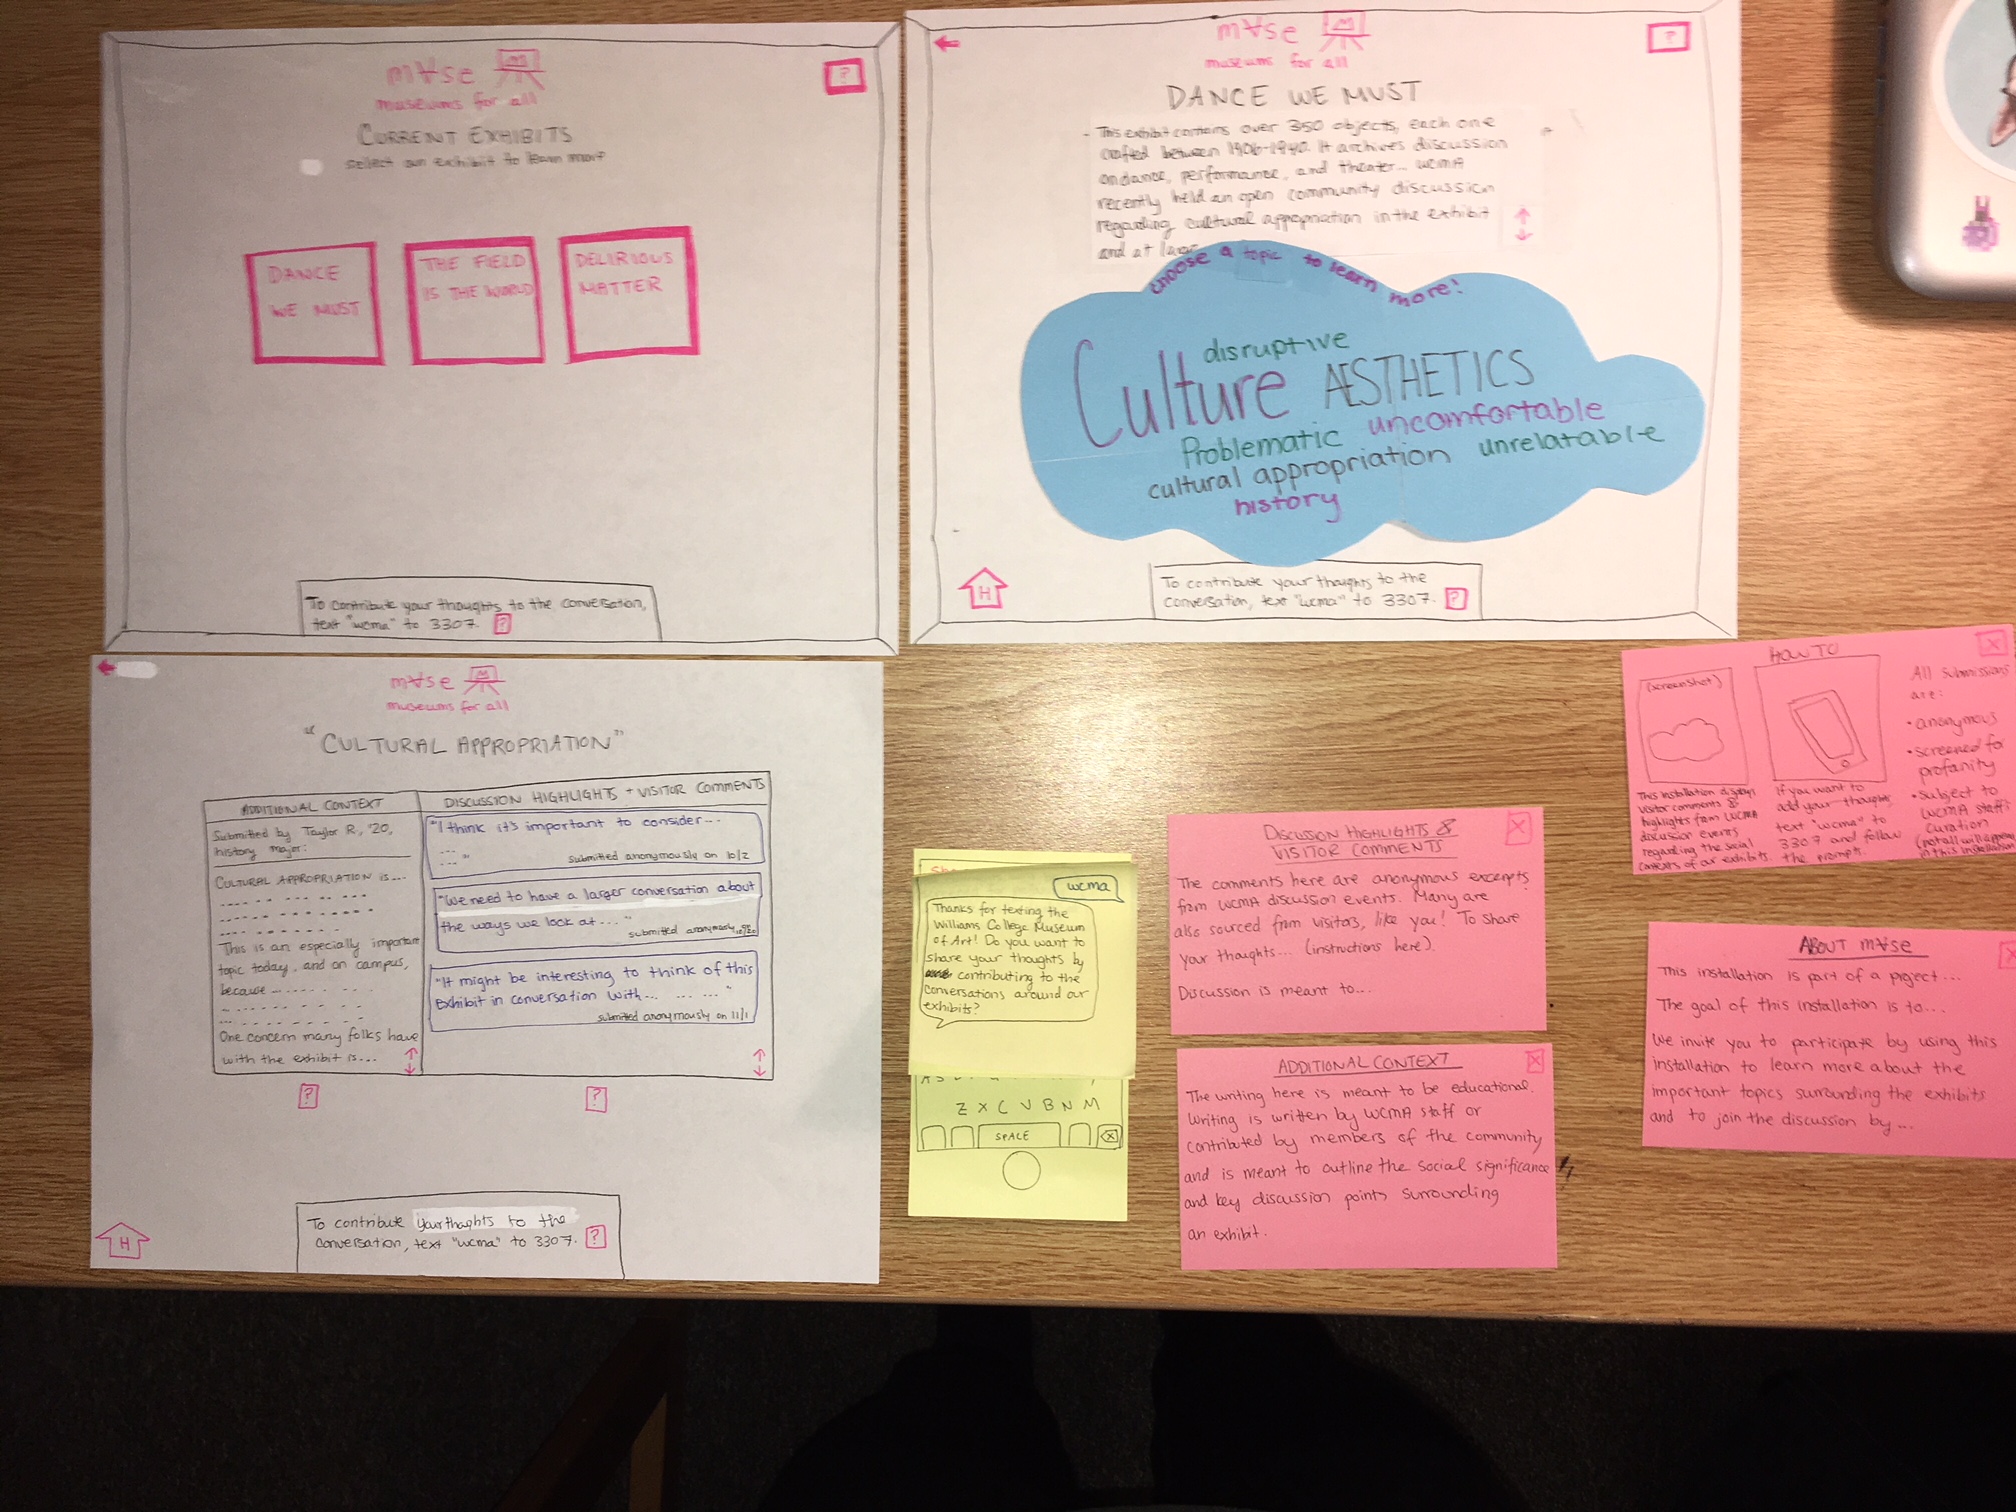 m∀se
museums for all
?
CURRENT EXHIBITS
select an exhibit to learn more
DANCE
WE MUST
THE FIELD
IS THE WORLD
DELIRIOUS
MATTER
To contribute your thoughts to the conversation,
text "wcma" to 3307. ?
m∀se
museums for all
?
DANCE WE MUST
- This exhibit contains over 350 objects, each one
crafted between 1906-1940. It archives discussion
on dance, performance, and theater... WCMA
recently held an open community discussion
regarding cultural appropriation in the exhibit
and at large
choose a topic to learn more!
disruptive
Culture AESTHETICS
Problematic uncomfortable
cultural appropriation unrelatable
history
H
To contribute your thoughts to the
conversation, text "wcma" to 3307. ?
m∀se
museums for all
"CULTURAL APPROPRIATION"
ADDITIONAL CONTEXT
Submitted by Taylor R., '20,
history major:
CULTURAL APPROPRIATION IS....
This is an especially important
topic today, and on campus,
because
One concern many folks have
with the exhibit is...
?
DISCUSSION HIGHLIGHTS + VISITOR COMMENTS
"I think it's important to consider...
... "
submitted anonymously on 10/2
"We need to have a larger conversation about
the ways we look at.... "
submitted anonymously
"It might be interesting to think of this
exhibit in conversation with... ... ... "
submitted anonymously on 11/1
?
H
To contribute your thoughts to the
conversation, text "wcma" to 3307. ?
wcma
Thanks for texting the
Williams College Museum
of Art! Do you want to
share your thoughts by
contributing to the
conversations around our
exhibits?
Z X C V B N M
SPACE
X
DISCUSSION HIGHLIGHTS &
VISITOR COMMENTS
X
The comments here are anonymous excerpts
from WCMA discussion events. Many are
also sourced from visitors, like you! To share
your thoughts... (instructions here).
Discussion is meant to...
ADDITIONAL CONTEXT
X
The writing here is meant to be educational.
Writing is written by WCMA staff or
contributed by members of the community
and is meant to outline the social significance
and key discussion points surrounding
an exhibit.
HOW TO
X
(screenshot)
This installation displays
visitor comments &
highlights from WCMA
discussion events
regarding the social
contexts of our exhibits.
If you want to
add your thoughts,
text "wcma" to
3307 and follow
the prompts.
All submissions
are:
• anonymous
• screened for
profanity
• subject to
WCMA staff
curation
(not all will appear
in this installation
ABOUT m∀se
X
This installation is part of a project...
The goal of this installation is to...
We invite you to participate by using this
installation to learn more about the
important topics surrounding the exhibits
and to join the discussion by...